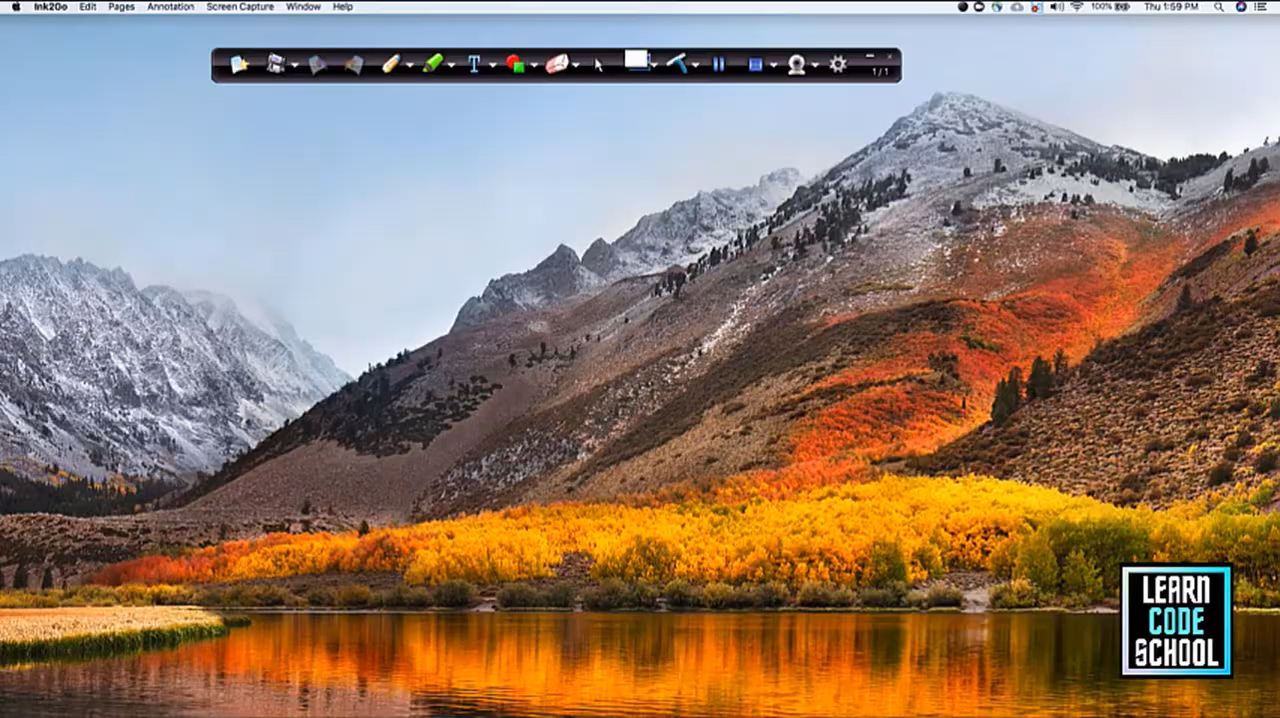 Ink2Go Edit Pages Annotation Screen Capture Window Help 100% Thu 1:59 PM
T
1/1
LEARN
CODE
SCHOOL